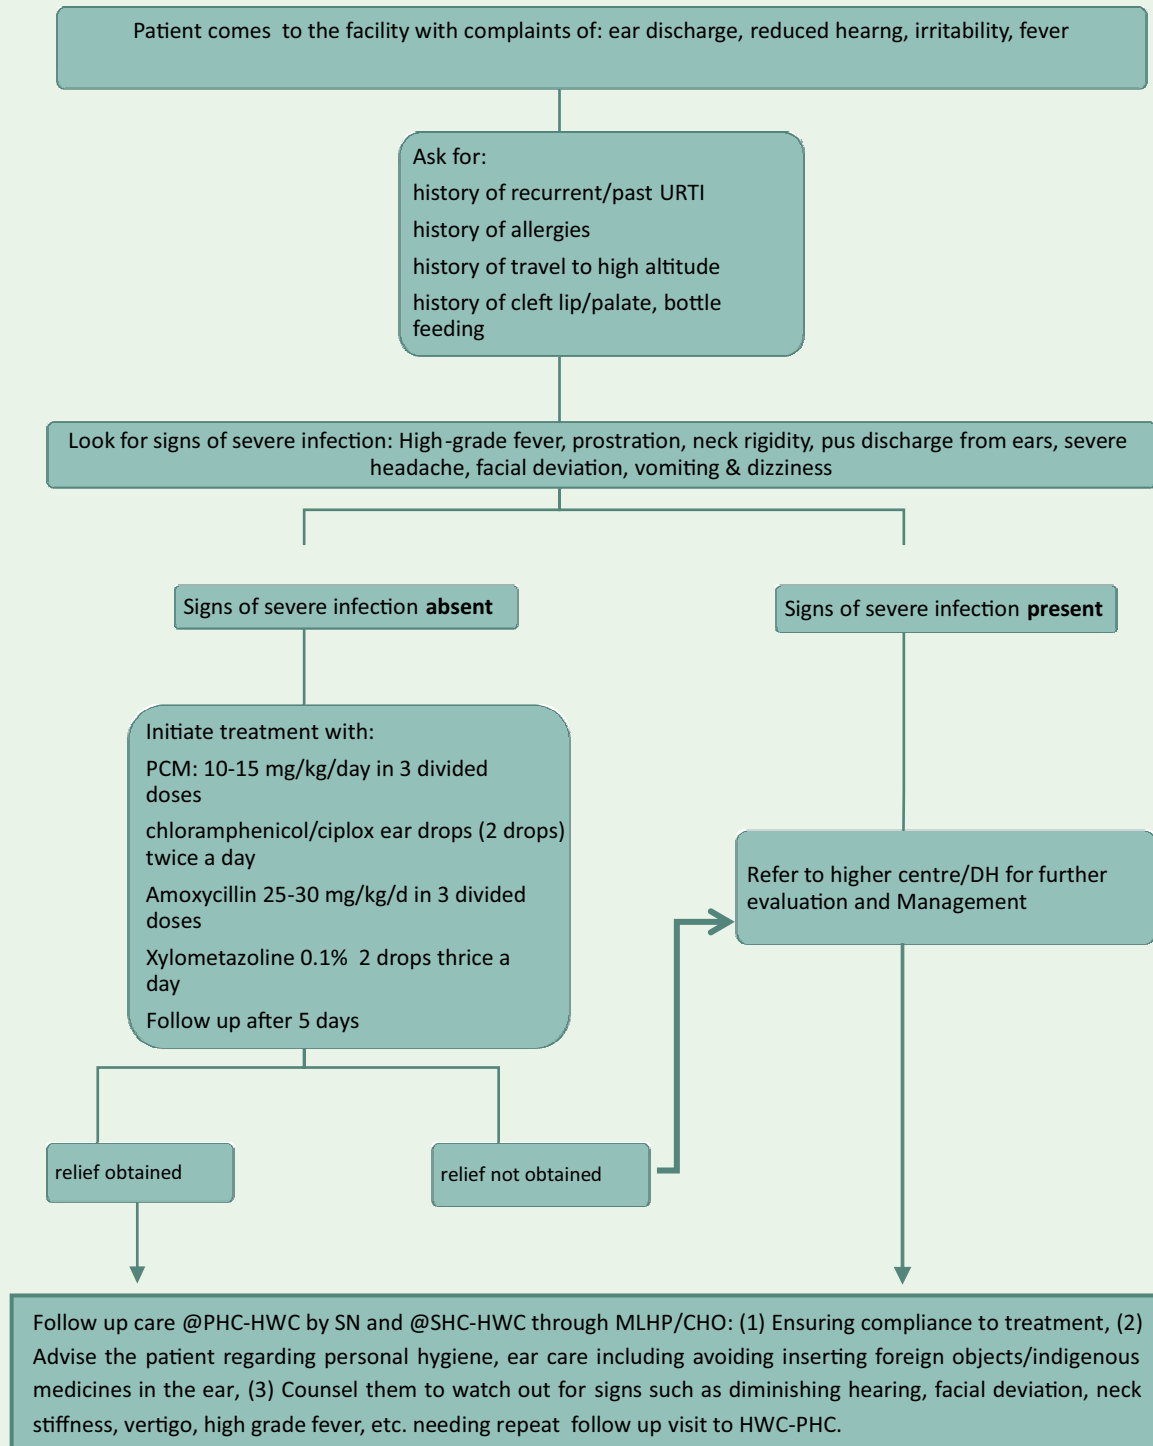 Patient comes to the facility with complaints of: ear discharge, reduced hearng, irritability, fever
Ask for:
history of recurrent/past URTI
history of allergies
history of travel to high altitude
history of cleft lip/palate, bottle
feeding
Look for signs of severe infection: High-grade fever, prostration, neck rigidity, pus discharge from ears, severe
headache, facial deviation, vomiting & dizziness
Signs of severe infection absent
Signs of severe infection present
Initiate treatment with:
PCM: 10-15 mg/kg/day in 3 divided
doses
chloramphenicol/ciplox ear drops (2 drops)
twice a day
Amoxycillin 25-30 mg/kg/d in 3 divided
doses
Xylometazoline 0.1% 2 drops thrice a
day
Follow up after 5 days
Refer to higher centre/DH for further
evaluation and Management
relief obtained
relief not obtained
Follow up care @PHC-HWC by SN and @SHC-HWC through MLHP/CHO: (1) Ensuring compliance to treatment, (2)
Advise the patient regarding personal hygiene, ear care including avoiding inserting foreign objects/indigenous
medicines in the ear, (3) Counsel them to watch out for signs such as diminishing hearing, facial deviation, neck
stiffness, vertigo, high grade fever, etc. needing repeat follow up visit to HWC-PHC.